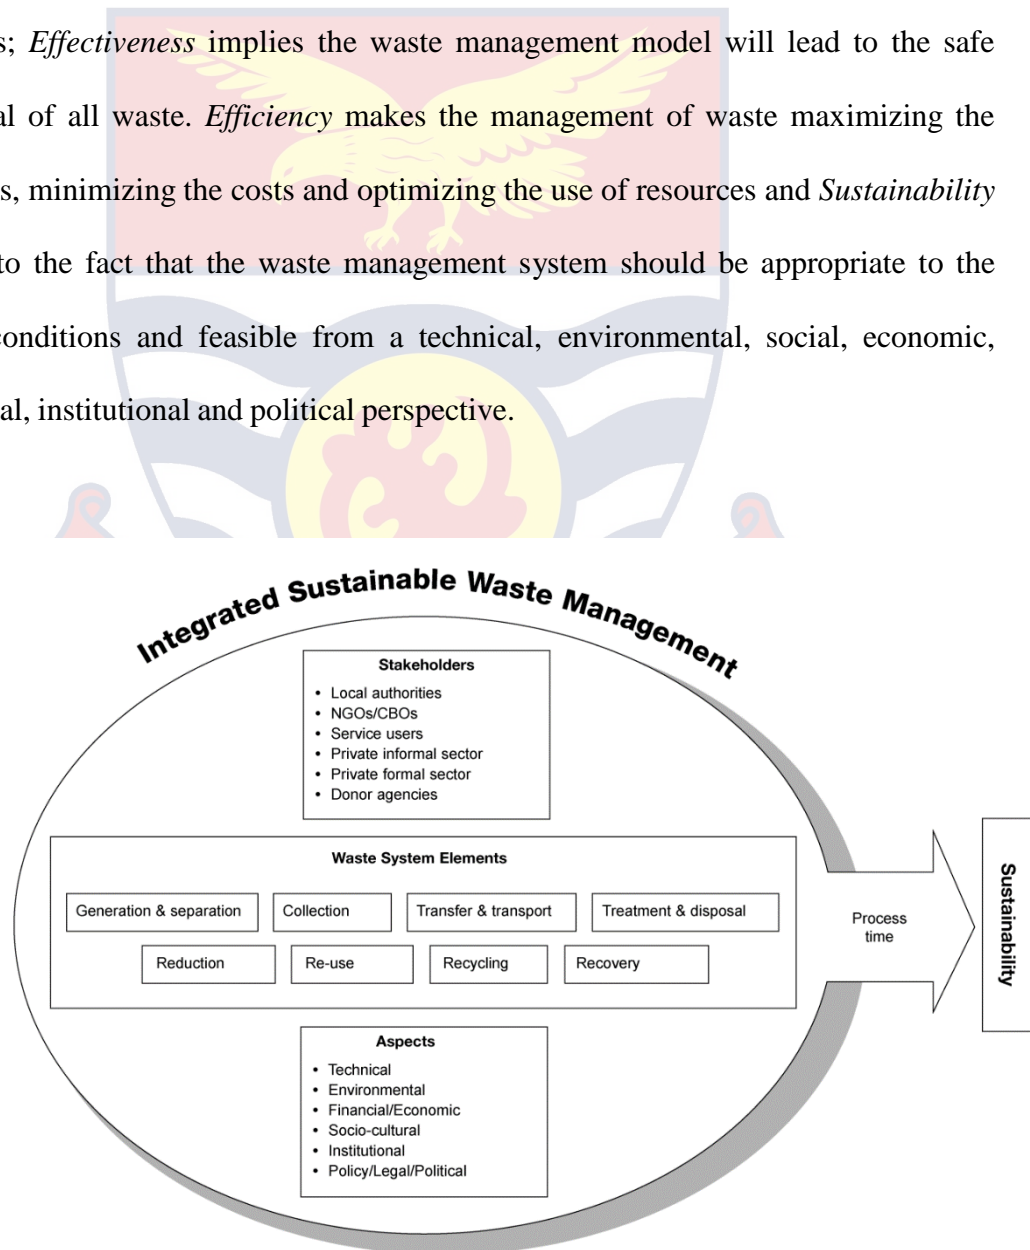 s; Effectiveness implies the waste management model will lead to the safe
al of all waste. Efficiency makes the management of waste maximizing the
s, minimizing the costs and optimizing the use of resources and Sustainability
to the fact that the waste management system should be appropriate to the
conditions and feasible from a technical, environmental, social, economic,
al, institutional and political perspective.
Integrated Sustainable Waste Management
Stakeholders
• Local authorities
• NGOs/CBOs
• Service users
• Private informal sector
• Private formal sector
• Donor agencies
Waste System Elements
Generation & separation
Collection
Transfer & transport
Treatment & disposal
Reduction
Re-use
Recycling
Recovery
Aspects
• Technical
• Environmental
• Financial/Economic
• Socio-cultural
• Institutional
• Policy/Legal/Political
Process
time
Sustainability